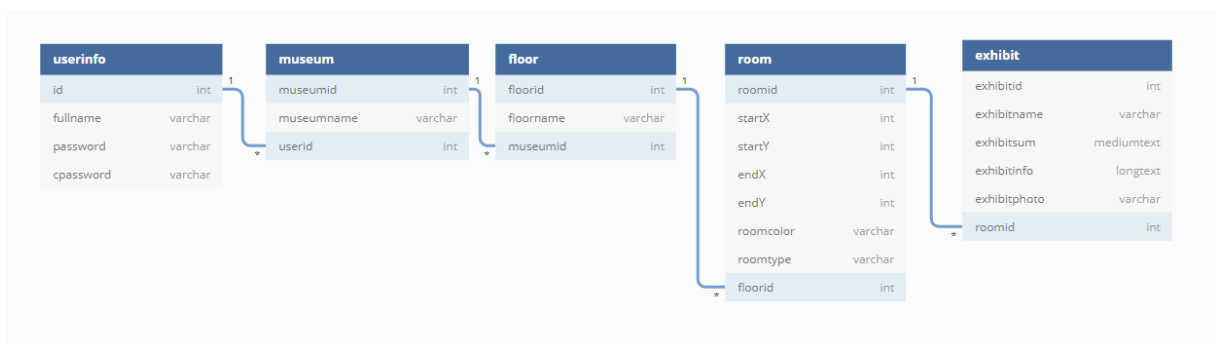 userinfo
id int
fullname varchar
password varchar
cpassword varchar
1
*
museum
museumid int
museumname varchar
userid int
1
*
floor
floorid int
floorname varchar
museumid int
1
*
room
roomid int
startX int
startY int
endX int
endY int
roomcolor varchar
roomtype varchar
floorid int
1
*
exhibit
exhibitid int
exhibitname varchar
exhibitsum mediumtext
exhibitinfo longtext
exhibitphoto varchar
roomid int